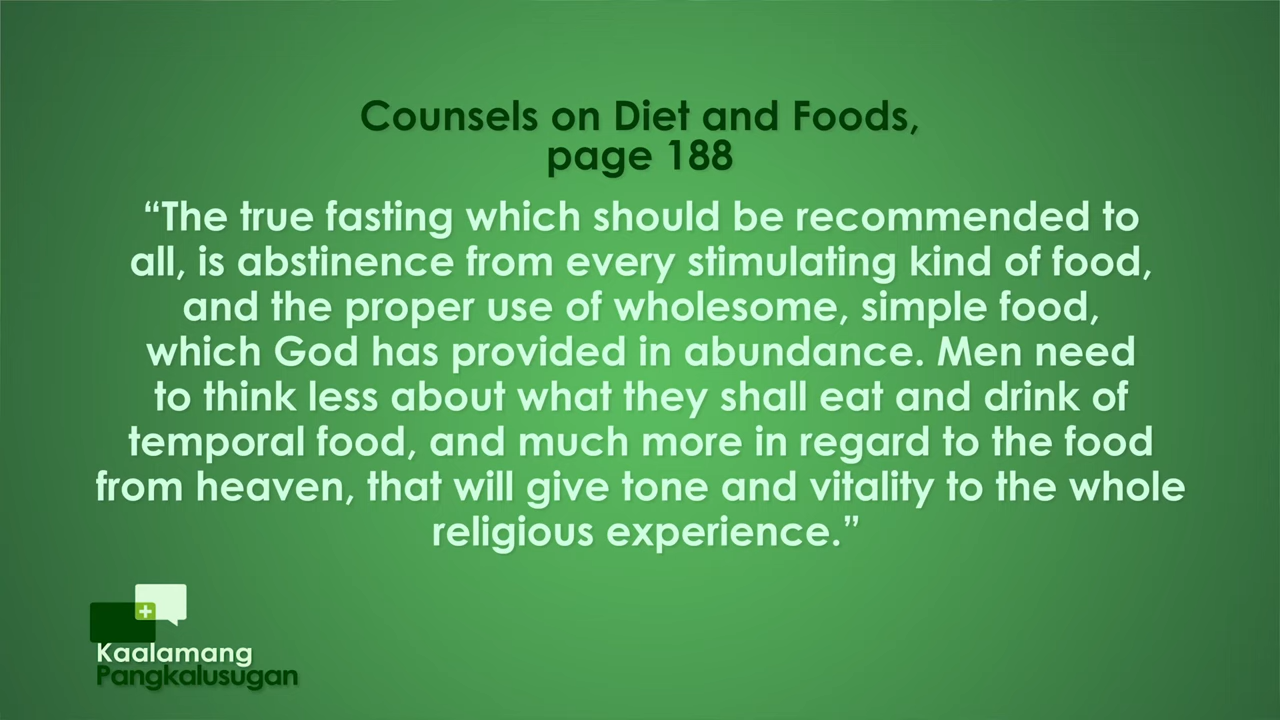 Counsels on Diet and Foods,
page 188
“The true fasting which should be recommended to
all, is abstinence from every stimulating kind of food,
and the proper use of wholesome, simple food,
which God has provided in abundance. Men need
to think less about what they shall eat and drink of
temporal food, and much more in regard to the food
from heaven, that will give tone and vitality to the whole
religious experience.”
Kaalamang
Pangkalusugan